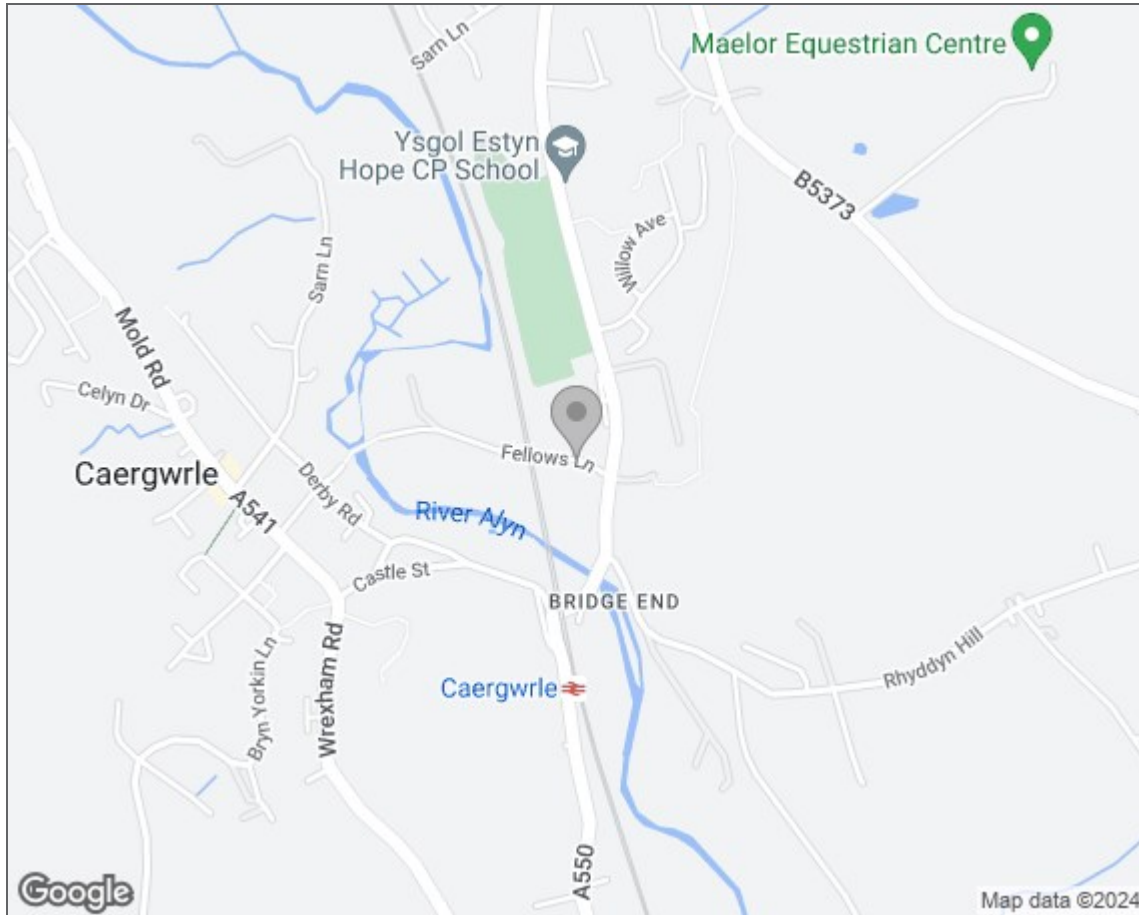 Maelor Equestrian Centre
Sarn Ln
Ysgol Estyn
Hope CP School
B5373
Willow Ave
Sarn Ln
Mold Rd
Celyn Dr
Caergwrle
Fellows Ln
Derby Rd
A541
River Alyn
Castle St
BRIDGE END
Bryn Yorkin Ln
Wrexham Rd
Rhyddyn Hill
Caergwrle
A550
Google
Map data ©2024